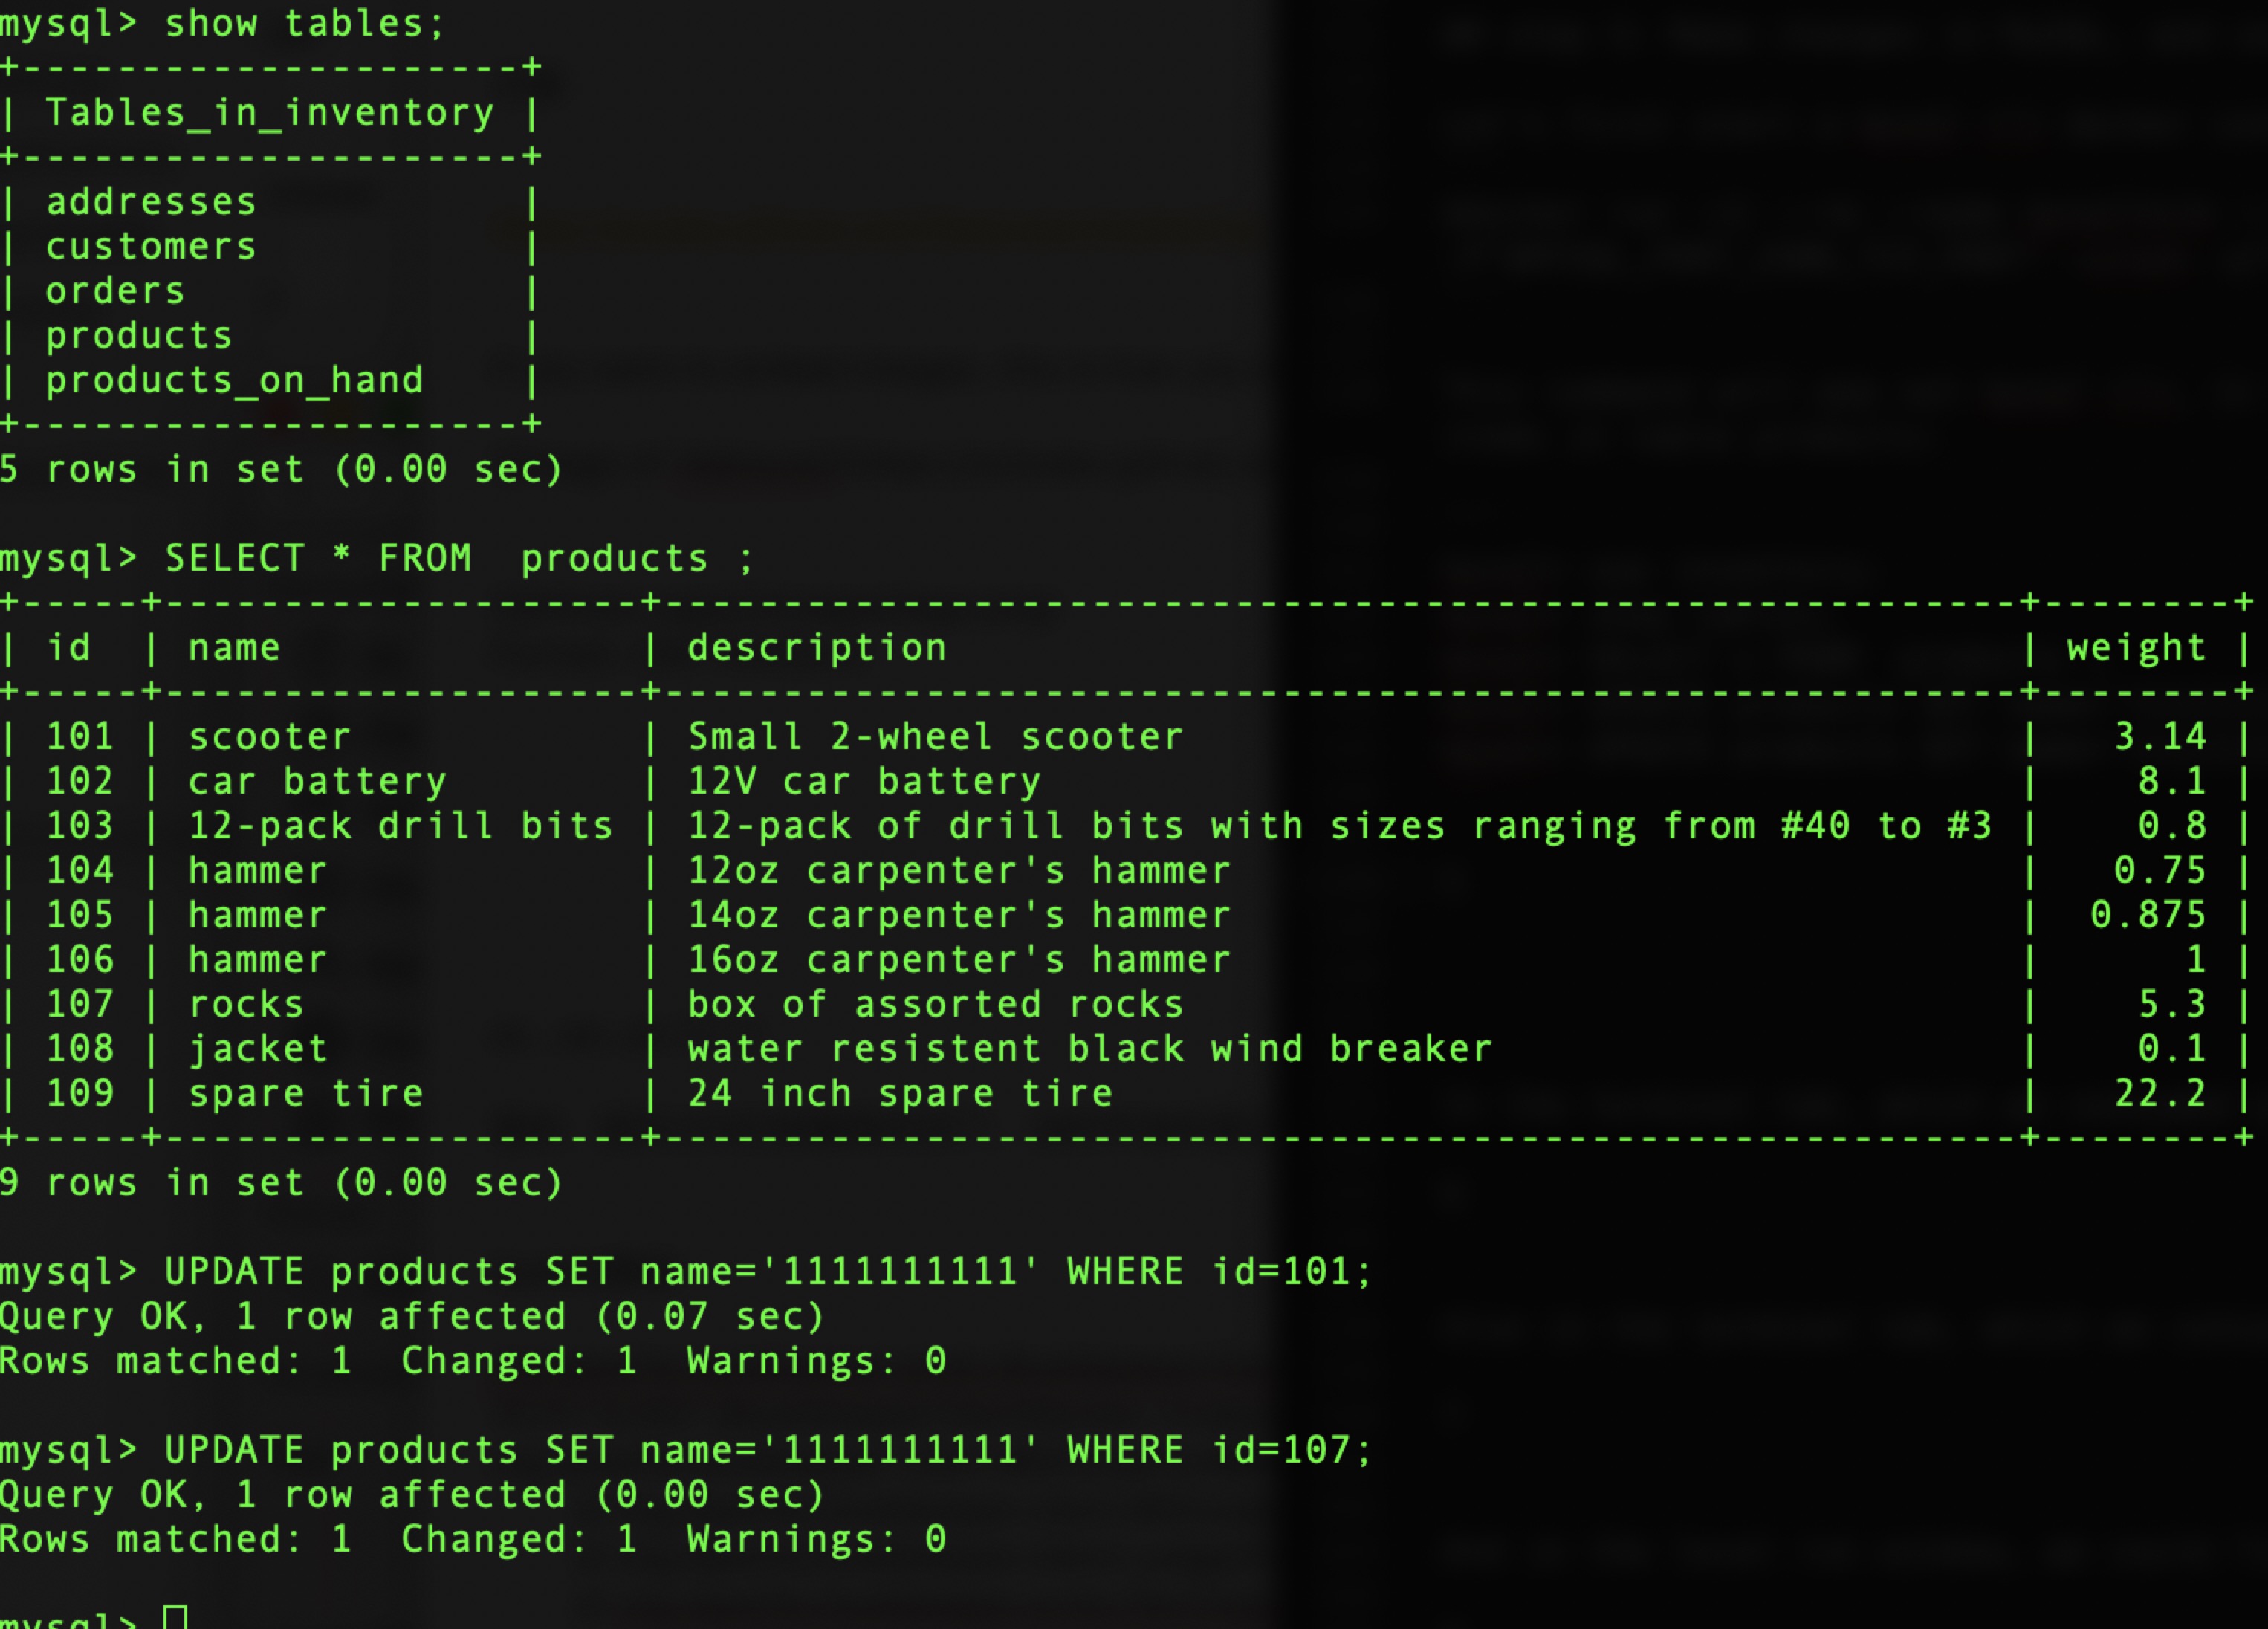 mysql> show tables;
+---------------------+
| Tables_in_inventory |
+---------------------+
| addresses           |
| customers           |
| orders              |
| products            |
| products_on_hand    |
+---------------------+
5 rows in set (0.00 sec)

mysql> SELECT * FROM  products ;
+-----+--------------------+---------------------------------------------------------+--------+
| id  | name               | description                                             | weight |
+-----+--------------------+---------------------------------------------------------+--------+
| 101 | scooter            | Small 2-wheel scooter                                   |   3.14 |
| 102 | car battery        | 12V car battery                                         |    8.1 |
| 103 | 12-pack drill bits | 12-pack of drill bits with sizes ranging from #40 to #3 |    0.8 |
| 104 | hammer             | 12oz carpenter's hammer                                 |   0.75 |
| 105 | hammer             | 14oz carpenter's hammer                                 |  0.875 |
| 106 | hammer             | 16oz carpenter's hammer                                 |      1 |
| 107 | rocks              | box of assorted rocks                                   |    5.3 |
| 108 | jacket             | water resistent black wind breaker                      |    0.1 |
| 109 | spare tire         | 24 inch spare tire                                      |   22.2 |
+-----+--------------------+---------------------------------------------------------+--------+
9 rows in set (0.00 sec)

mysql> UPDATE products SET name='1111111111' WHERE id=101;
Query OK, 1 row affected (0.07 sec)
Rows matched: 1  Changed: 1  Warnings: 0

mysql> UPDATE products SET name='1111111111' WHERE id=107;
Query OK, 1 row affected (0.00 sec)
Rows matched: 1  Changed: 1  Warnings: 0

mysql>